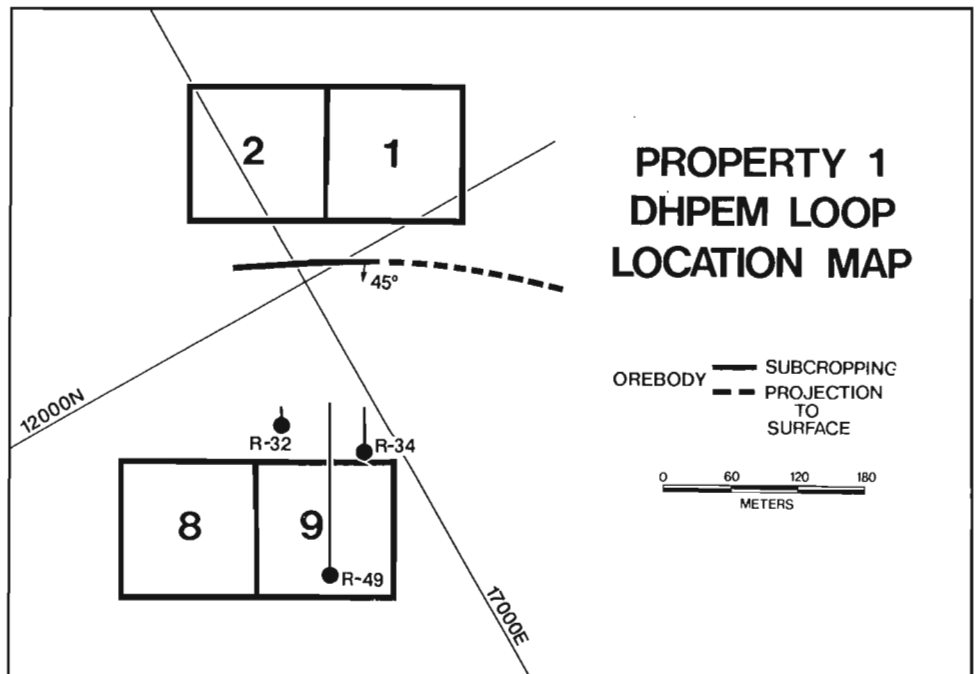 2
1
PROPERTY 1
DHPEM LOOP
LOCATION MAP
45°
OREBODY
SUBCROPPING
PROJECTION
TO
SURFACE
12000N
R-32
R-34
0 60 120 180
METERS
8
9
R-49
17000E